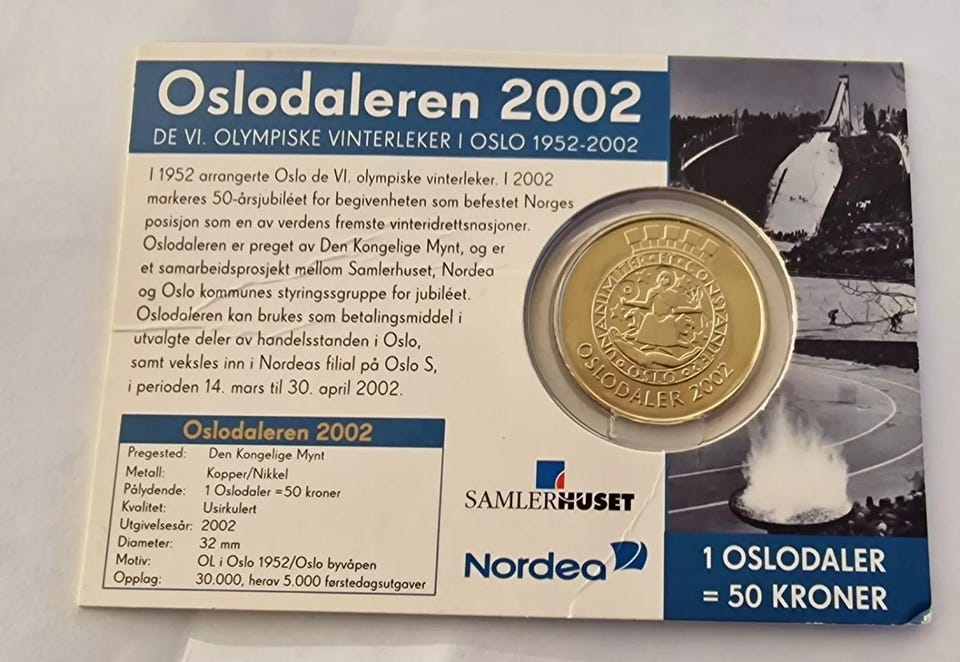 Oslodaleren 2002
DE VI. OLYMPISKE VINTERLEKER I OSLO 1952-2002
I 1952 arrangerte Oslo de VI. olympiske vinterleker. I 2002
markeres 50-årsjubiléet for begivenheten som befestet Norges
posisjon som en av verdens fremste vinteridrettsnasjoner.
Oslodaleren er preget av Den Kongelige Mynt, og er
et samarbeidsprosjekt mellom Samlerhuset, Nordea
og Oslo kommunes styringssgruppe for jubiléet.
Oslodaleren kan brukes som betalingsmiddel i
utvalgte deler av handelsstanden i Oslo,
samt veksles inn i Nordeas filial på Oslo S,
i perioden 14. mars til 30. april 2002.
UNANIMITER ET CONSTANTER
OSLO
OSLODALER 2002
Oslodaleren 2002
Pregested: Den Kongelige Mynt
Metall: Kopper/Nikkel
Pålydende: 1 Oslodaler =50 kroner
Kvalitet: Usirkulert
Utgivelsesår: 2002
Diameter: 32 mm
Motiv: OL i Oslo 1952/Oslo byvåpen
Opplag: 30.000, herav 5.000 førstedagsutgaver
SAMLERHUSET
Nordea
1 OSLODALER
= 50 KRONER